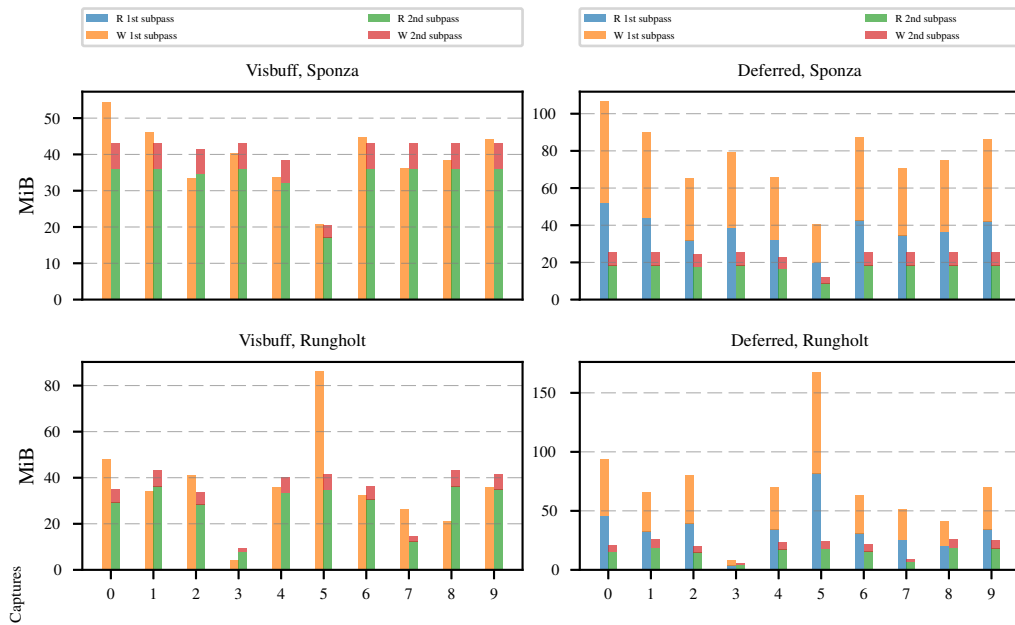 R 1st subpass R 2nd subpass R 1st subpass R 2nd subpass
W 1st subpass W 2nd subpass W 1st subpass W 2nd subpass
Visbuff, Sponza
MiB
50
40
30
20
10
0
Deferred, Sponza
100
80
60
40
20
0
Visbuff, Rungholt
MiB
80
60
40
20
0
0 1 2 3 4 5 6 7 8 9
Deferred, Rungholt
150
100
50
0
0 1 2 3 4 5 6 7 8 9
Captures